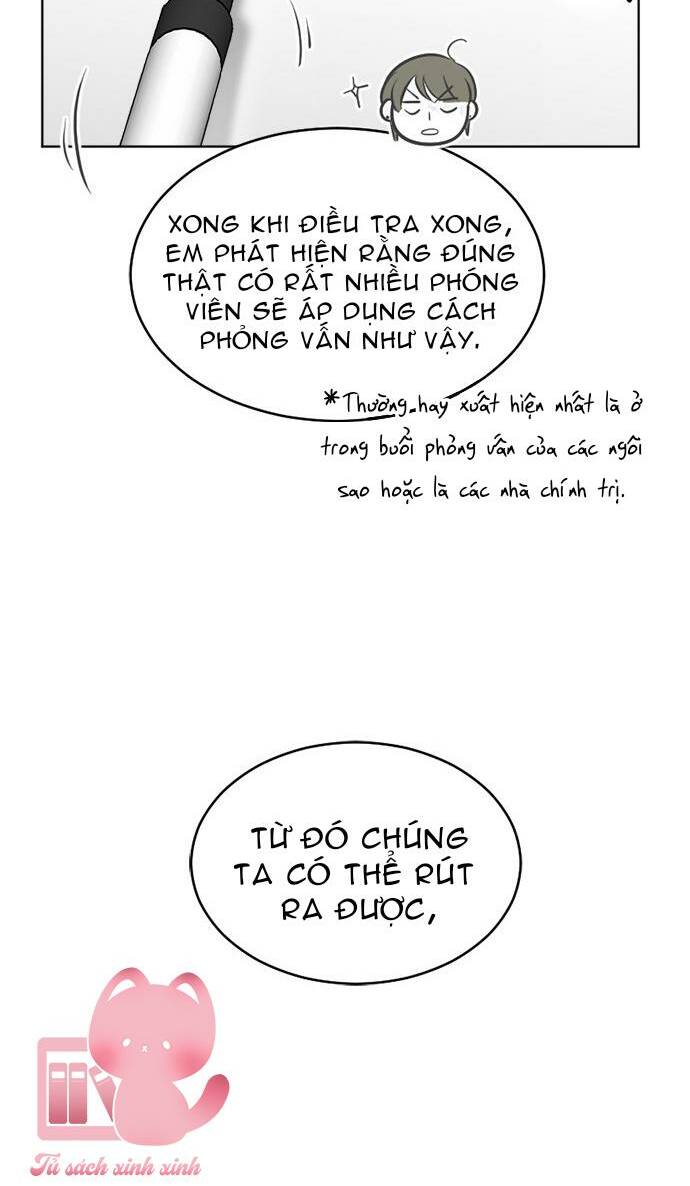 XONG KHI ĐIỀU TRA XONG,
EM PHÁT HIỆN RẰNG ĐÚNG
THẬT CÓ RẤT NHIỀU PHÓNG
VIÊN SẼ ÁP DỤNG CÁCH
PHỎNG VẤN NHƯ VẬY.
*Thường hay xuất hiện nhất là ở
trong buổi phỏng vấn của các ngôi
sao hoặc là các nhà chính trị.
TỪ ĐÓ CHÚNG
TA CÓ THỂ RÚT
RA ĐƯỢC,
Tủ sách xinh xinh